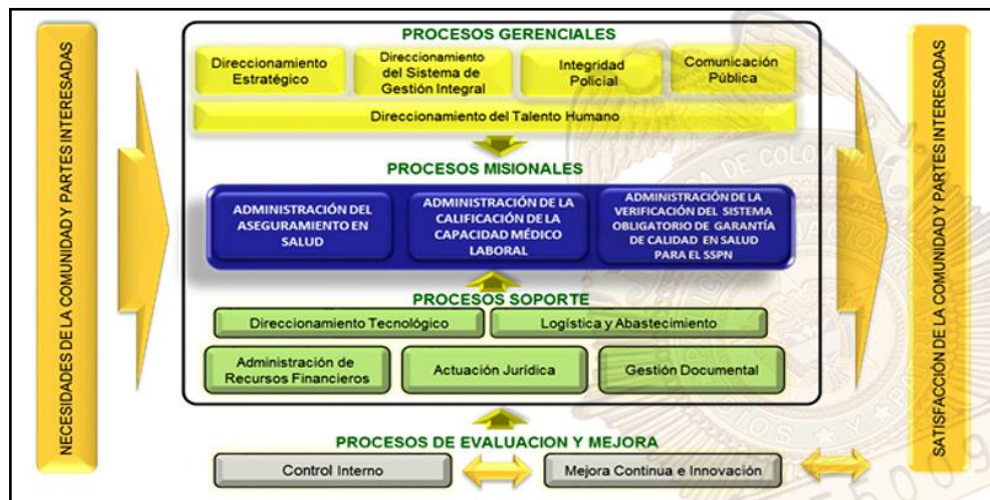 NECESIDADES DE LA COMUNIDAD Y PARTES INTERESADAS
PROCESOS GERENCIALES
Direccionamiento
Estratégico
Direccionamiento
del Sistema de
Gestión Integral
Integridad
Policial
Comunicación
Pública
Direccionamiento del Talento Humano
PROCESOS MISIONALES
ADMINISTRACIÓN DEL
ASEGURAMIENTO EN
SALUD
ADMINISTRACIÓN DE LA
CALIFICACIÓN DE LA
CAPACIDAD MÉDICO
LABORAL
ADMINISTRACIÓN DE LA
VERIFICACIÓN DEL SISTEMA
OBLIGATORIO DE GARANTÍA
DE CALIDAD EN SALUD
PARA EL SSPN
PROCESOS SOPORTE
Direccionamiento Tecnológico
Logística y Abastecimiento
Administración de
Recursos Financieros
Actuación Jurídica
Gestión Documental
PROCESOS DE EVALUACION Y MEJORA
Control Interno
Mejora Continua e Innovación
SATISFACCIÓN DE LA COMUNIDAD Y PARTES INTERESADAS